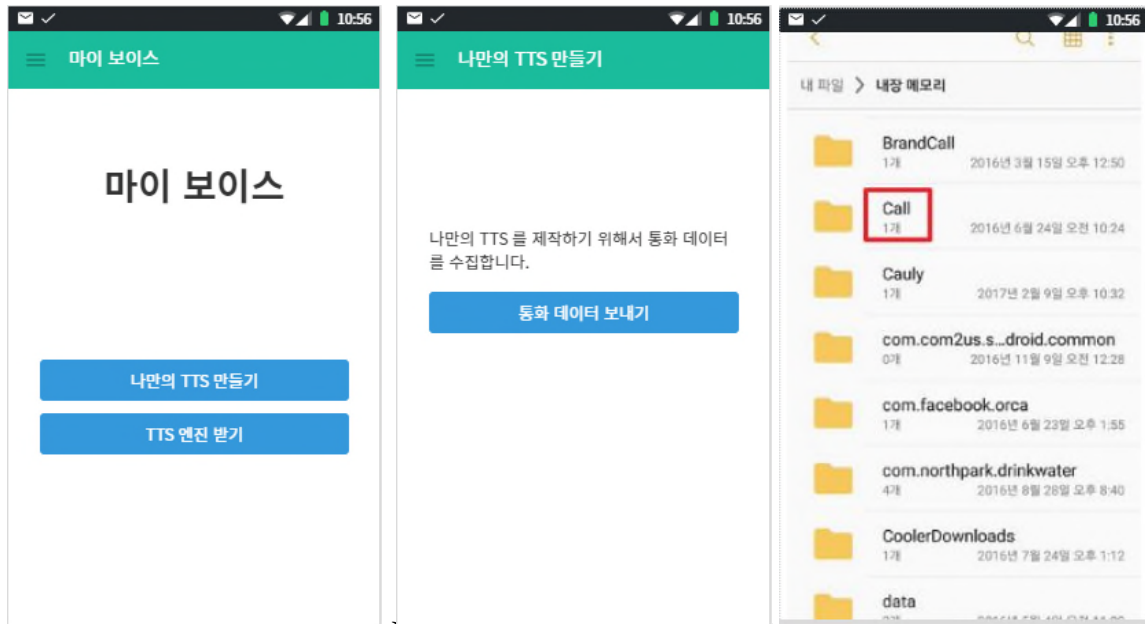 10:56
마이 보이스
마이 보이스
나만의 TTS 만들기
TTS 엔진 받기
10:56
나만의 TTS 만들기
나만의 TTS 를 제작하기 위해서 통화 데이터
를 수집합니다.
통화 데이터 보내기
10:56
내 파일 > 내장 메모리
BrandCall
1개 2016년 3월 15일 오후 12:50
Call
1개 2016년 6월 24일 오전 10:24
Cauly
1개 2017년 2월 9일 오후 10:32
com.com2us.s...droid.common
0개 2016년 11월 9일 오전 12:28
com.facebook.orca
1개 2016년 6월 23일 오후 1:55
com.northpark.drinkwater
4개 2016년 8월 28일 오후 8:40
CoolerDownloads
1개 2016년 7월 24일 오후 1:12
data